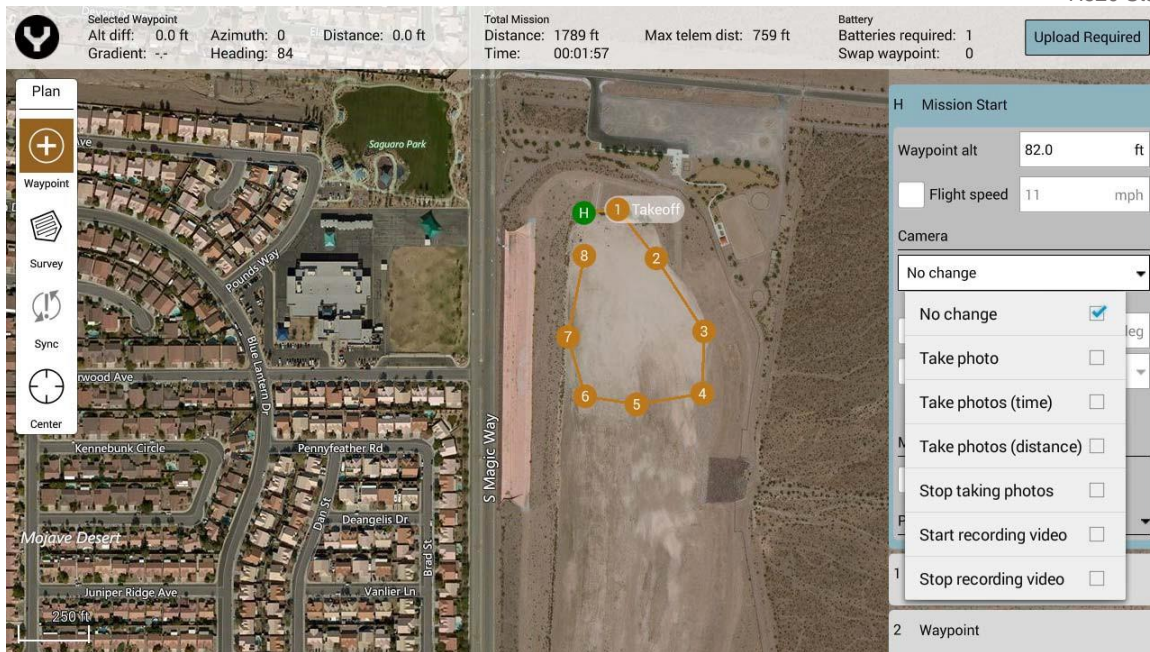 Selected Waypoint
Alt diff: 0.0 ft Azimuth: 0 Distance: 0.0 ft
Gradient: -.- Heading: 84
Total Mission
Distance: 1789 ft Max telem dist: 759 ft
Time: 00:01:57
Battery
Batteries required: 1
Swap waypoint: 0
Upload Required
Plan
Waypoint
Survey
Sync
Center
250 ft
Ave
Saguaro Park
Pounds Way
Blue Lantern Dr
rwood Ave
Kennebunk Circle
Pennyfeather Rd
Dan St
Deangelis Dr
Mojave Desert
Brad St
Juniper Ridge Ave
Vanlier Ln
S Magic Way
H
1 Takeoff
2
3
4
5
6
7
8
H Mission Start
Waypoint alt 82.0 ft
Flight speed 11 mph
Camera
No change
No change
Take photo
Take photos (time)
Take photos (distance)
Stop taking photos
Start recording video
Stop recording video
deg
1
2 Waypoint